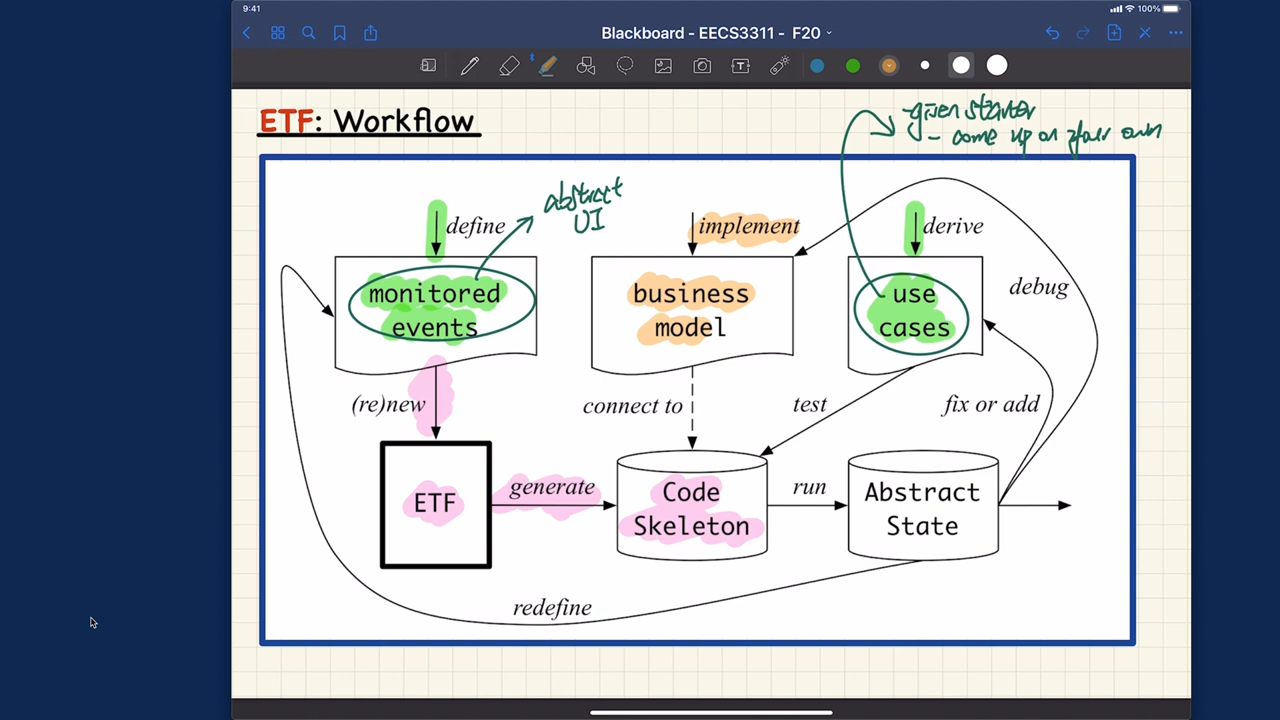 9:41
100%
Blackboard - EECS3311 - F20
ETF: Workflow
- given starter
- come up on your own
abstract
UI
define
implement
derive
monitored
events
business
model
use
cases
debug
(re)new
connect to
test
fix or add
ETF
generate
Code
Skeleton
run
Abstract
State
redefine